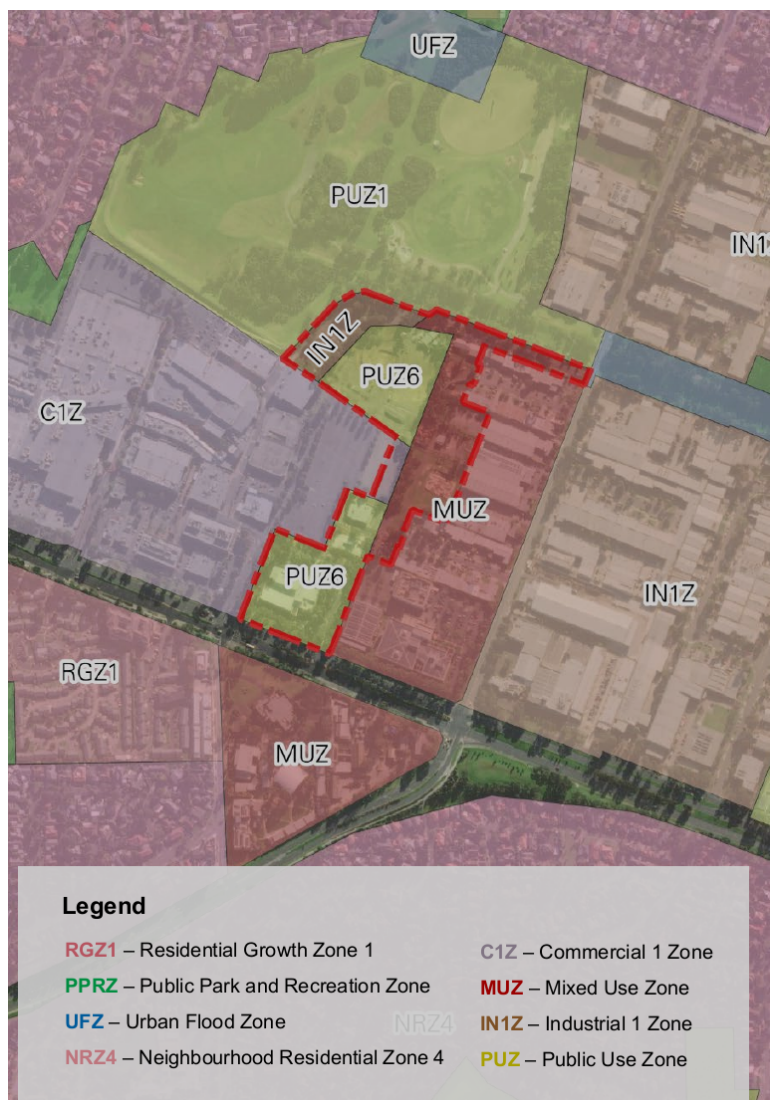 UFZ
PUZ1
IN1
IN1Z
PUZ6
C1Z
MUZ
PUZ6
IN1Z
RGZ1
MUZ
Legend
RGZ1 – Residential Growth Zone 1
PPRZ – Public Park and Recreation Zone
UFZ – Urban Flood Zone
NRZ4 – Neighbourhood Residential Zone 4
C1Z – Commercial 1 Zone
MUZ – Mixed Use Zone
IN1Z – Industrial 1 Zone
PUZ – Public Use Zone
NRZ4